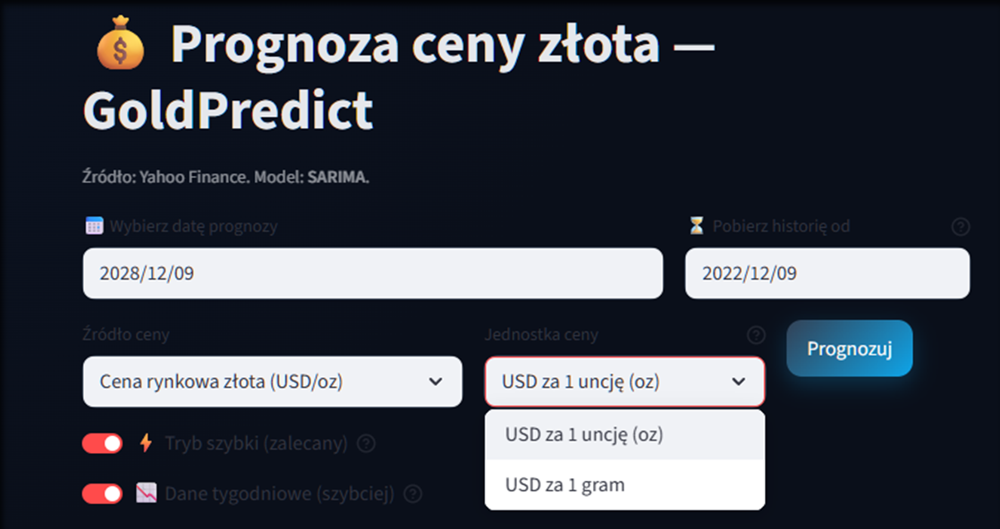 Prognoza ceny złota —
GoldPredict
Źródło: Yahoo Finance. Model: SARIMA.
Wybierz datę prognozy
Pobierz historię od
2028/12/09
2022/12/09
Źródło ceny
Jednostka ceny
Cena rynkowa złota (USD/oz)
USD za 1 uncję (oz)
Prognozuj
USD za 1 uncję (oz)
USD za 1 gram
Tryb szybki (zalecany)
Dane tygodniowe (szybciej)